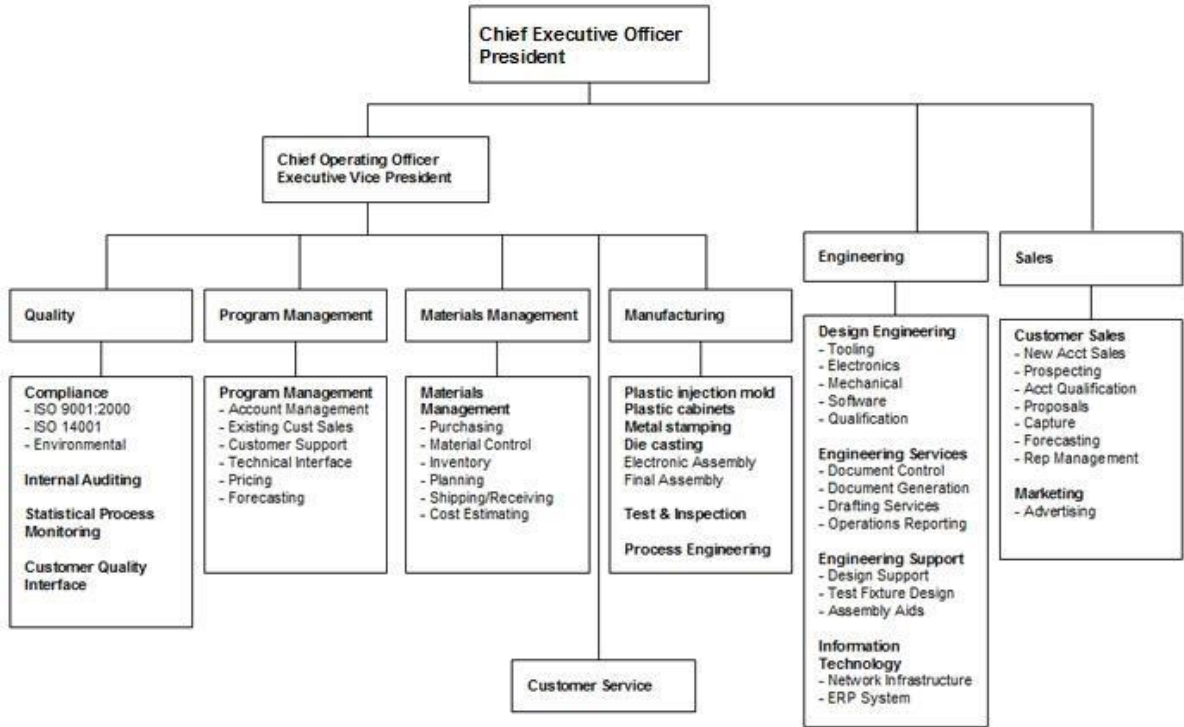 Chief Executive Officer
President
Chief Operating Officer
Executive Vice President
Engineering
Sales
Quality
Program Management
Materials Management
Manufacturing
Compliance
- ISO 9001:2000
- ISO 14001
- Environmental
Internal Auditing
Statistical Process
Monitoring
Customer Quality
Interface
Program Management
- Account Management
- Existing Cust Sales
- Customer Support
- Technical Interface
- Pricing
- Forecasting
Materials
Management
- Purchasing
- Material Control
- Inventory
- Planning
- Shipping/Receiving
- Cost Estimating
Plastic injection mold
Plastic cabinets
Metal stamping
Die casting
Electronic Assembly
Final Assembly
Test & Inspection
Process Engineering
Design Engineering
- Tooling
- Electronics
- Mechanical
- Software
- Qualification
Engineering Services
- Document Control
- Document Generation
- Drafting Services
- Operations Reporting
Engineering Support
- Design Support
- Test Fixture Design
- Assembly Aids
Information
Technology
- Network Infrastructure
- ERP System
Customer Sales
- New Acct Sales
- Prospecting
- Acct Qualification
- Proposals
- Capture
- Forecasting
- Rep Management
Marketing
- Advertising
Customer Service